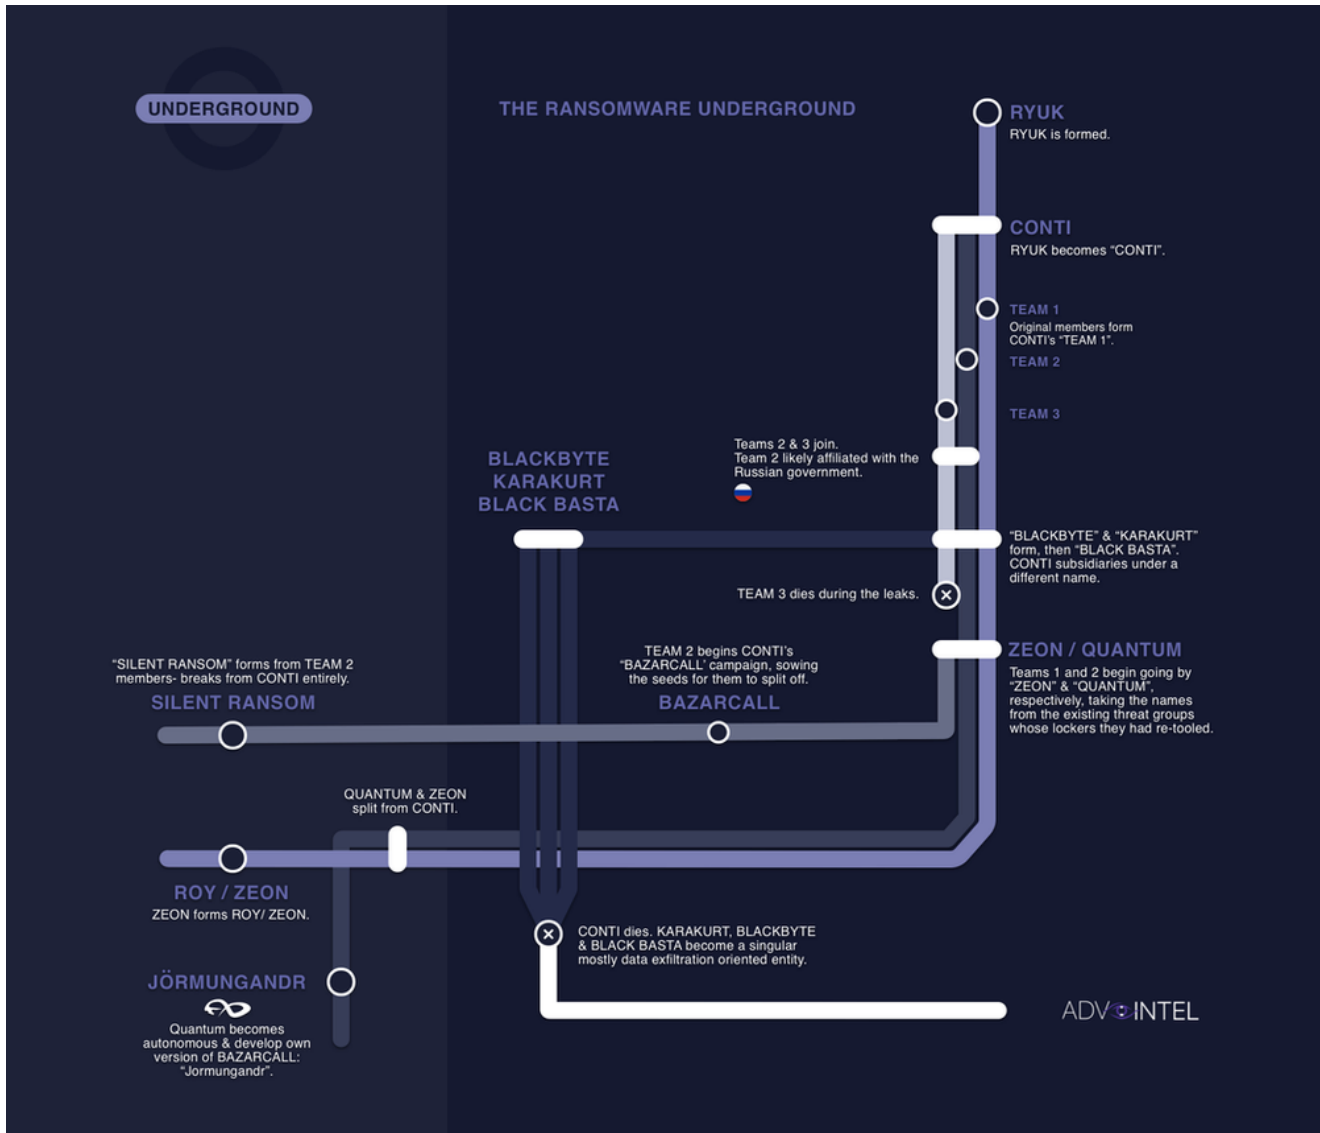 UNDERGROUND
THE RANSOMWARE UNDERGROUND
RYUK
RYUK is formed.
CONTI
RYUK becomes “CONTI”.
TEAM 1
Original members form
CONTI's “TEAM 1”.
TEAM 2
TEAM 3
Teams 2 & 3 join.
Team 2 likely affiliated with the
Russian government.
BLACKBYTE
KARAKURT
BLACK BASTA
“BLACKBYTE” & “KARAKURT”
form, then “BLACK BASTA”.
CONTI subsidiaries under a
different name.
TEAM 3 dies during the leaks.
ZEON / QUANTUM
Teams 1 and 2 begin going by
“ZEON” & “QUANTUM”,
respectively, taking the names
from the existing threat groups
whose lockers they had re-tooled.
TEAM 2 begins CONTI's
“BAZARCALL’ campaign, sowing
the seeds for them to split off.
BAZARCALL
“SILENT RANSOM” forms from TEAM 2
members- breaks from CONTI entirely.
SILENT RANSOM
QUANTUM & ZEON
split from CONTI.
ROY / ZEON
ZEON forms ROY/ ZEON.
CONTI dies. KARAKURT, BLACKBYTE
& BLACK BASTA become a singular
mostly data exfiltration oriented entity.
JÖRMUNGANDR
Quantum becomes
autonomous & develop own
version of BAZARCALL:
“Jormungandr”.
ADVINTEL